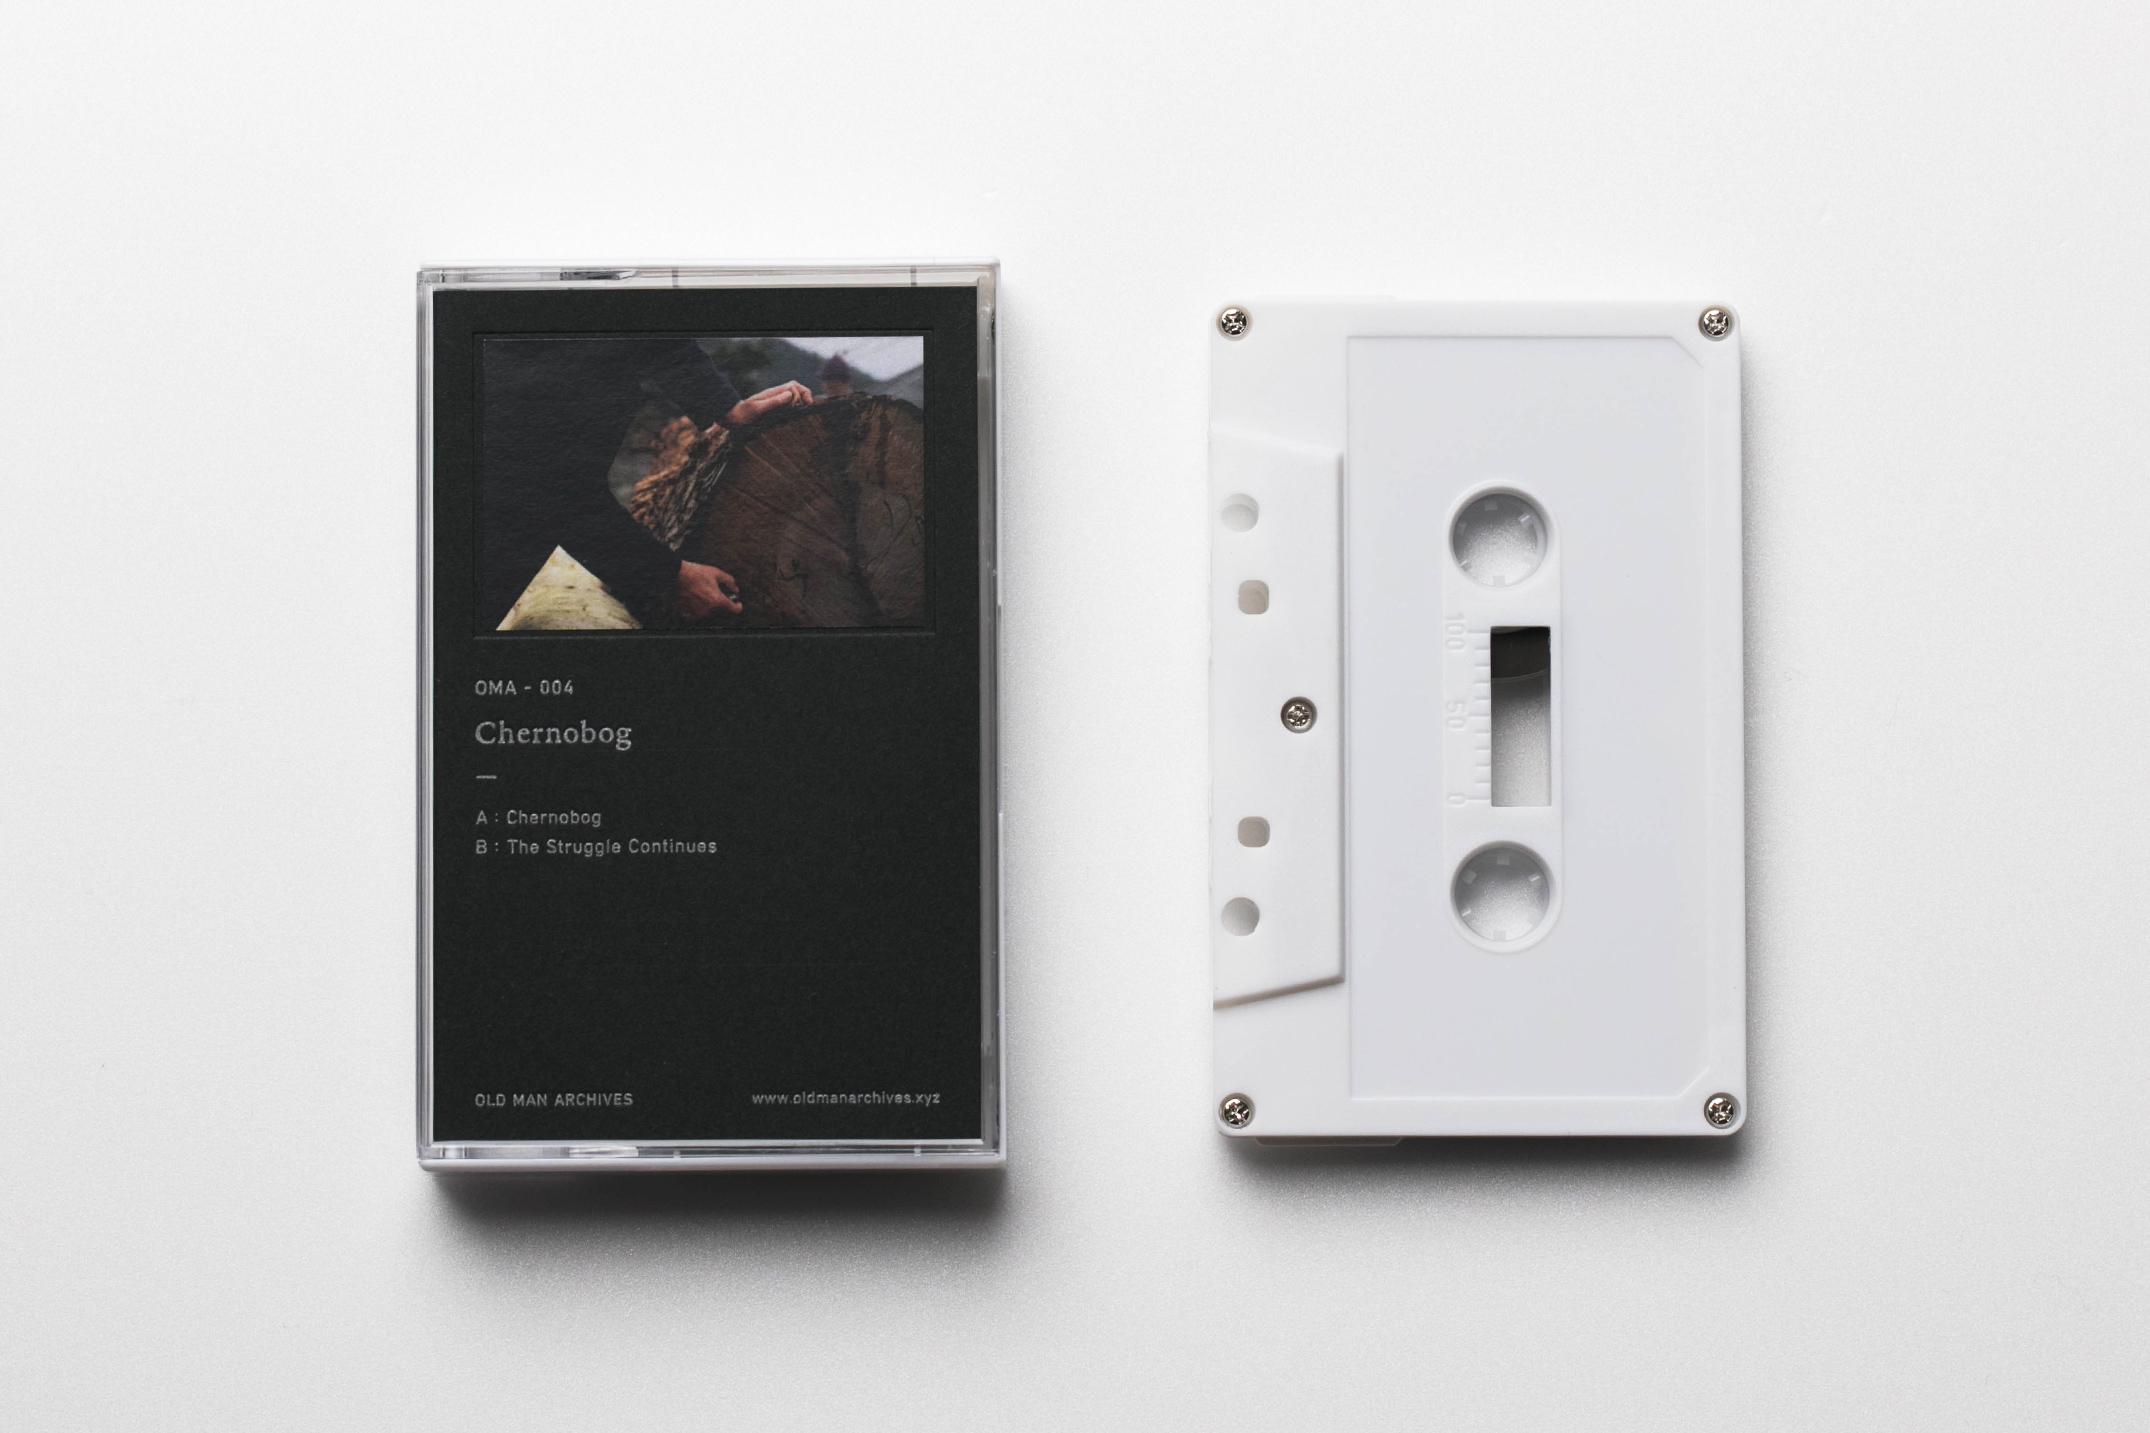 OMA - 004
Chernobog
—
A : Chernobog
B : The Struggle Continues
OLD MAN ARCHIVES
www.oldmanarchives.xyz
100
50
0